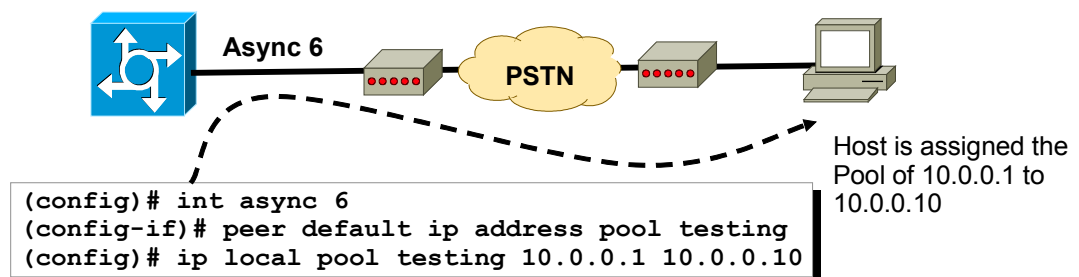 Async 6
PSTN
Host is assigned the
Pool of 10.0.0.1 to
10.0.0.10
(config)# int async 6
(config-if)# peer default ip address pool testing
(config)# ip local pool testing 10.0.0.1 10.0.0.10